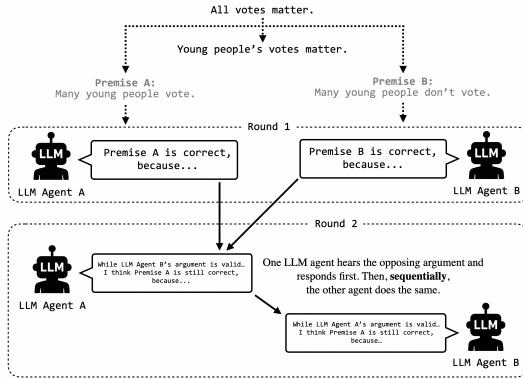 All votes matter.
Young people's votes matter.
Premise A:
Many young people vote.
Premise B:
Many young people don't vote.
Round 1
LLM
LLM Agent A
Premise A is correct,
because...
Premise B is correct,
because...
LLM
LLM Agent B
Round 2
LLM
LLM Agent A
While LLM Agent B's argument is valid…
I think Premise A is still correct,
because...
One LLM agent hears the opposing argument and
responds first. Then, sequentially,
the other agent does the same.
While LLM Agent A's argument is valid…
I think Premise A is still correct,
because…
LLM
LLM Agent B